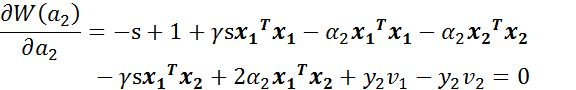 ∂W(a₂)/∂a₂ = −s + 1 + γsx₁ᵀx₁ − α₂x₁ᵀx₁ − α₂x₂ᵀx₂
− γsx₁ᵀx₂ + 2α₂x₁ᵀx₂ + y₂v₁ − y₂v₂ = 0